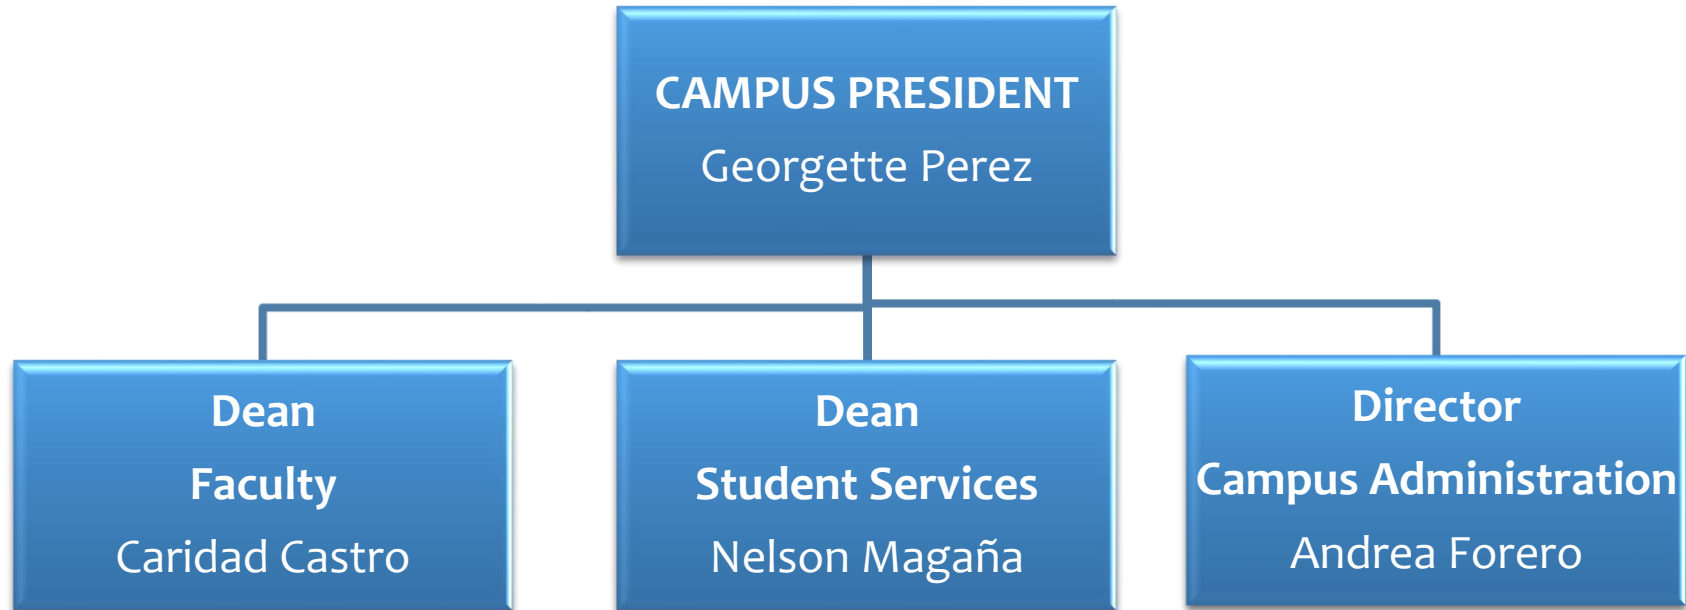 CAMPUS PRESIDENT
Georgette Perez
Dean
Faculty
Caridad Castro
Dean
Student Services
Nelson Magaña
Director
Campus Administration
Andrea Forero